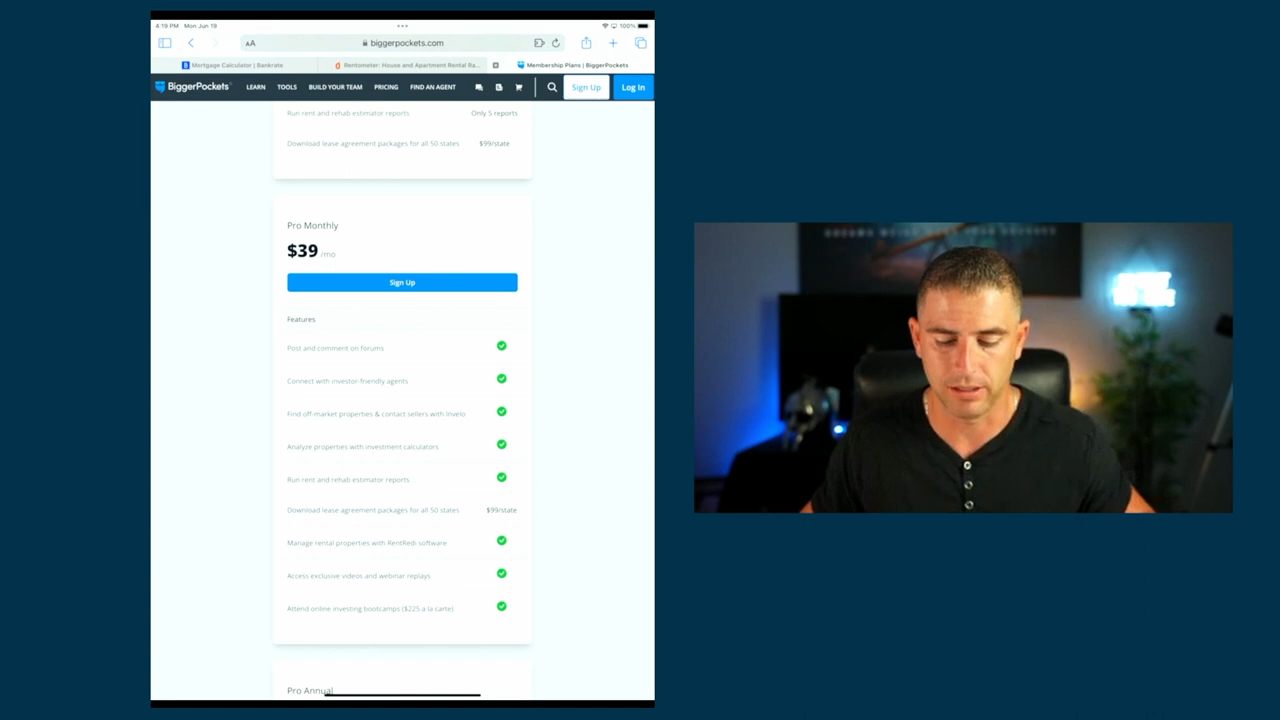 4:19 PM Mon Jun 19
100%
AA
biggerpockets.com
Mortgage Calculator | Bankrate
Rentometer: House and Apartment Rental Ra...
Membership Plans | BiggerPockets
BiggerPockets
LEARN
TOOLS
BUILD YOUR TEAM
PRICING
FIND AN AGENT
Sign Up
Log In
Run rent and rehab estimator reports
Only 5 reports
Download lease agreement packages for all 50 states
$99/state
Pro Monthly
$39 /mo
Sign Up
Features
Post and comment on forums
Connect with investor-friendly agents
Find off-market properties & contact sellers with Invelo
Analyze properties with investment calculators
Run rent and rehab estimator reports
Download lease agreement packages for all 50 states
$99/state
Manage rental properties with RentRedi software
Access exclusive videos and webinar replays
Attend online investing bootcamps ($225 a la carte)
Pro Annual